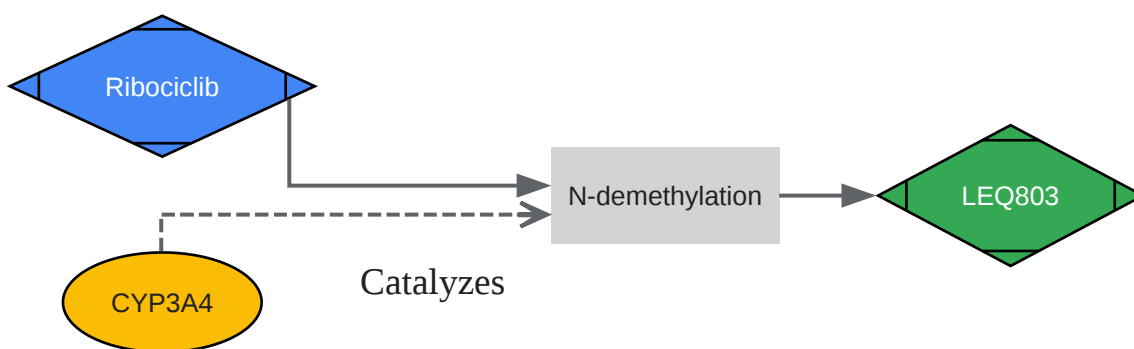 Ribociclib
N-demethylation
LEQ803
Catalyzes
CYP3A4